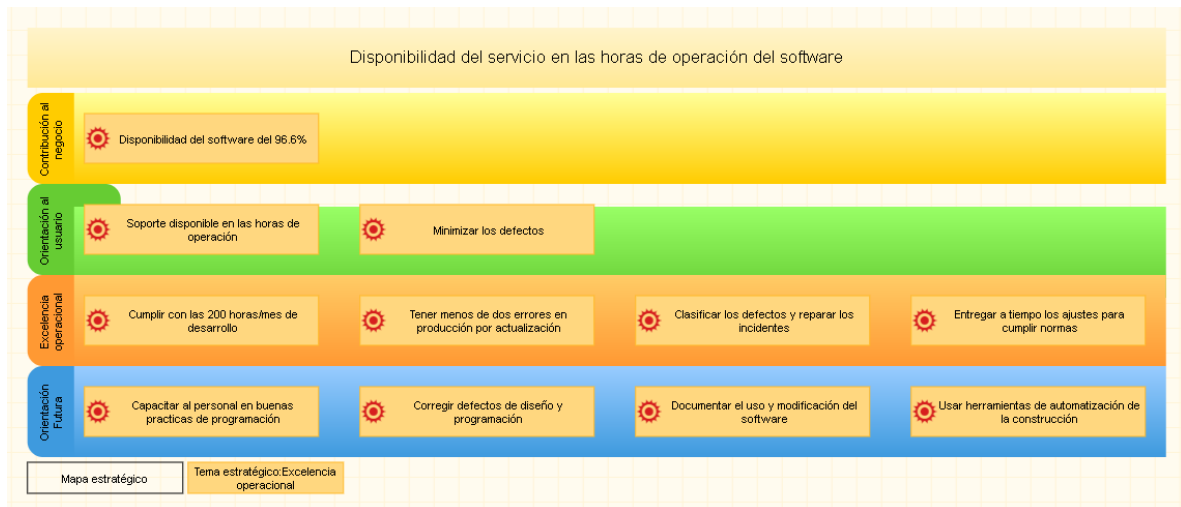 Disponibilidad del servicio en las horas de operación del software
Contribución al
negocio
Disponibilidad del software del 96.6%
Orientación al
usuario
Soporte disponible en las horas de
operación
Minimizar los defectos
Excelencia
operacional
Cumplir con las 200 horas/mes de
desarrollo
Tener menos de dos errores en
producción por actualización
Clasificar los defectos y reparar los
incidentes
Entregar a tiempo los ajustes para
cumplir normas
Orientación
Futura
Capacitar al personal en buenas
practicas de programación
Corregir defectos de diseño y
programación
Documentar el uso y modificación del
software
Usar herramientas de automatización de
la construcción
Mapa estratégico
Tema estratégico:Excelencia
operacional